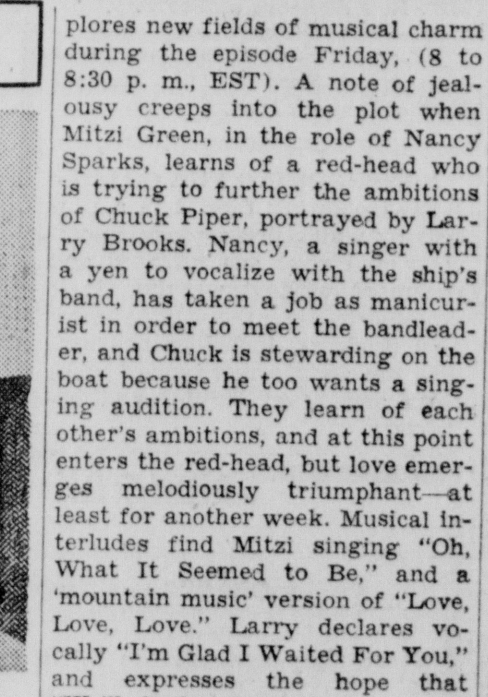 plores new fields of musical charm
during the episode Friday, (8 to
8:30 p. m., EST). A note of jeal-
ousy creeps into the plot when
Mitzi Green, in the role of Nancy
Sparks, learns of a red-head who
is trying to further the ambitions
of Chuck Piper, portrayed by Lar-
ry Brooks. Nancy, a singer with
a yen to vocalize with the ship's
band, has taken a job as manicur-
ist in order to meet the bandlead-
er, and Chuck is stewarding on the
boat because he too wants a sing-
ing audition. They learn of each
other's ambitions, and at this point
enters the red-head, but love emer-
ges melodiously triumphant—at
least for another week. Musical in-
terludes find Mitzi singing "Oh,
What It Seemed to Be," and a
'mountain music' version of "Love,
Love, Love." Larry declares vo-
cally "I'm Glad I Waited For You,"
and expresses the hope that